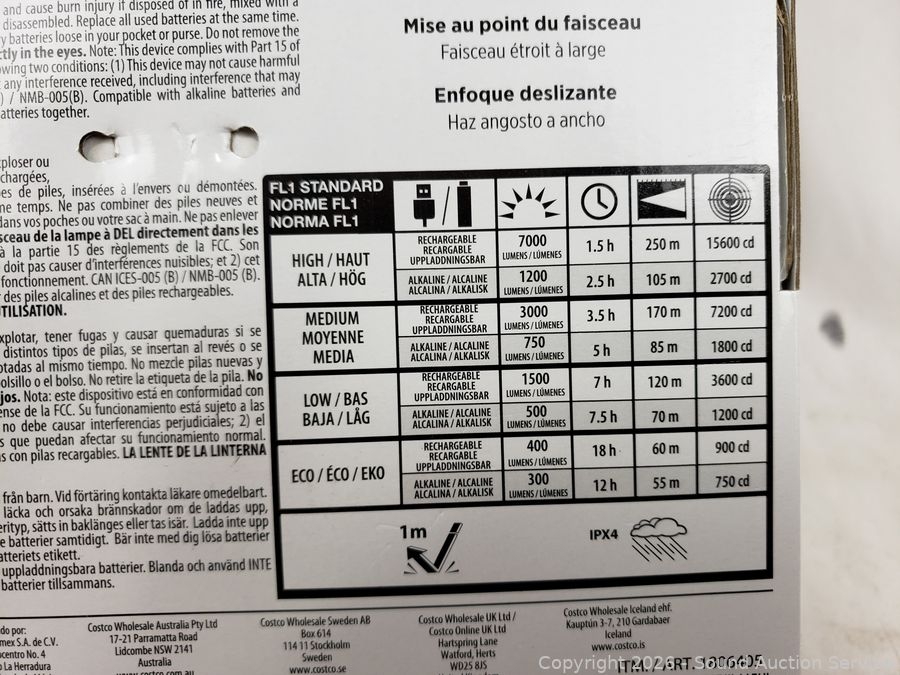 and cause burn injury if disposed of in fire, mixed with a
disassembled. Replace all used batteries at the same time.
batteries loose in your pocket or purse. Do not remove the
in the eyes. Note: This device complies with Part 15 of
two conditions: (1) This device may not cause harmful
any interference received, including interference that may
) / NMB-005(B). Compatible with alkaline batteries and
together.
Mise au point du faisceau
Faisceau étroit à large
Enfoque deslizante
Haz angosto a ancho
ou
de piles, insérées à l'envers ou démontées.
temps. Ne pas combiner des piles neuves et
dans vos poches ou votre sac à main. Ne pas enlever
de la lampe à DEL directement dans les
à la partie 15 des règlements de la FCC. Son
doit pas causer d'interférences nuisibles; et 2) cet
fonctionnement. CAN ICES-005 (B) / NMB-005 (B).
des piles alcalines et des piles rechargeables.
tener fugas y causar quemaduras si se
distintos tipos de pilas, se insertan al revés o se
al mismo tiempo. No mezcle pilas nuevas y
bolsillo o el bolso. No retire la etiqueta de la pila. No
Nota: este dispositivo está en conformidad con
de la FCC. Su funcionamiento está sujeto a las
no debe causar interferencias perjudiciales; 2) el
que puedan afectar su funcionamiento normal.
con pilas recargables. LA LENTE DE LA LINTERNA
från barn. Vid förtäring kontakta läkare omedelbart.
läcka och orsaka brännskador om de laddas upp,
sätts in baklänges eller tas isär. Ladda inte upp
batterier samtidigt. Bär inte med dig lösa batterier
etikett.
uppladdningsbara batterier. Blanda och använd INTE
batterier tillsammans.
FL1 STANDARD
NORME FL1
NORMA FL1
HIGH / HAUT
ALTA / HÖG
RECHARGEABLE
RECARGABLE
UPPLADDNINGSBAR
7000
LUMENS / LÚMENES
1.5 h
250 m
15600 cd
ALKALINE / ALCALINE
ALCALINA / ALKALISK
1200
LUMENS / LÚMENES
2.5 h
105 m
2700 cd
MEDIUM
MOYENNE
MEDIA
RECHARGEABLE
RECARGABLE
UPPLADDNINGSBAR
3000
LUMENS / LÚMENES
3.5 h
170 m
7200 cd
ALKALINE / ALCALINE
ALCALINA / ALKALISK
750
LUMENS / LÚMENES
5 h
85 m
1800 cd
LOW / BAS
BAJA / LÅG
RECHARGEABLE
RECARGABLE
UPPLADDNINGSBAR
1500
LUMENS / LÚMENES
7 h
120 m
3600 cd
ALKALINE / ALCALINE
ALCALINA / ALKALISK
500
LUMENS / LÚMENES
7.5 h
70 m
1200 cd
ECO / ÉCO / EKO
RECHARGEABLE
RECARGABLE
UPPLADDNINGSBAR
400
LUMENS / LÚMENES
18 h
60 m
900 cd
ALKALINE / ALCALINE
ALCALINA / ALKALISK
300
LUMENS / LÚMENES
12 h
55 m
750 cd
1m
IPX4
do por:
S.A. de C.V.
No. 4
La Herradura
Costco Wholesale Australia Pty Ltd
17-21 Parramatta Road
Lidcombe NSW 2141
Australia
www.costco.com.au
Costco Wholesale Sweden AB
Box 614
114 11 Stockholm
Sweden
www.costco.se
Costco Wholesale UK Ltd /
Costco Online UK Ltd
Hartspring Lane
Watford, Herts
WD25 8JS
Costco Wholesale Iceland ehf.
Kauptún 3-7, 210 Gardabaer
Iceland
www.costco.is
ITM. / ART. 1806405
Copyright 2026 Sound Auction Service